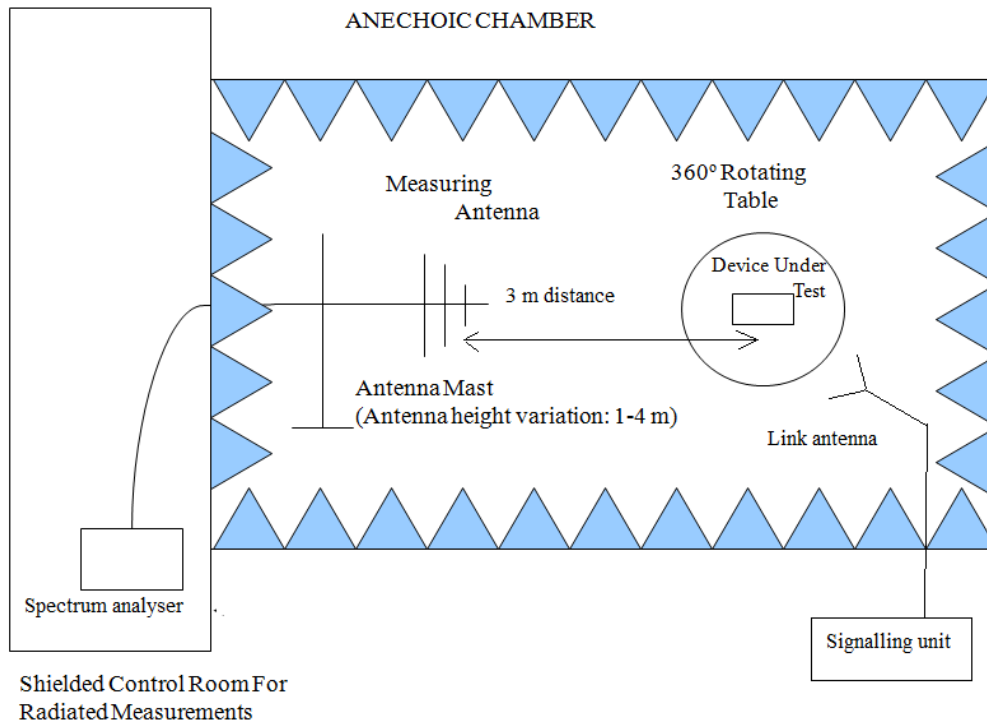 ANECHOIC CHAMBER
Measuring
Antenna
360º Rotating
Table
Device Under
Test
3 m distance
Antenna Mast
(Antenna height variation: 1-4 m)
Link antenna
Spectrum analyser
Signalling unit
Shielded Control Room For
Radiated Measurements